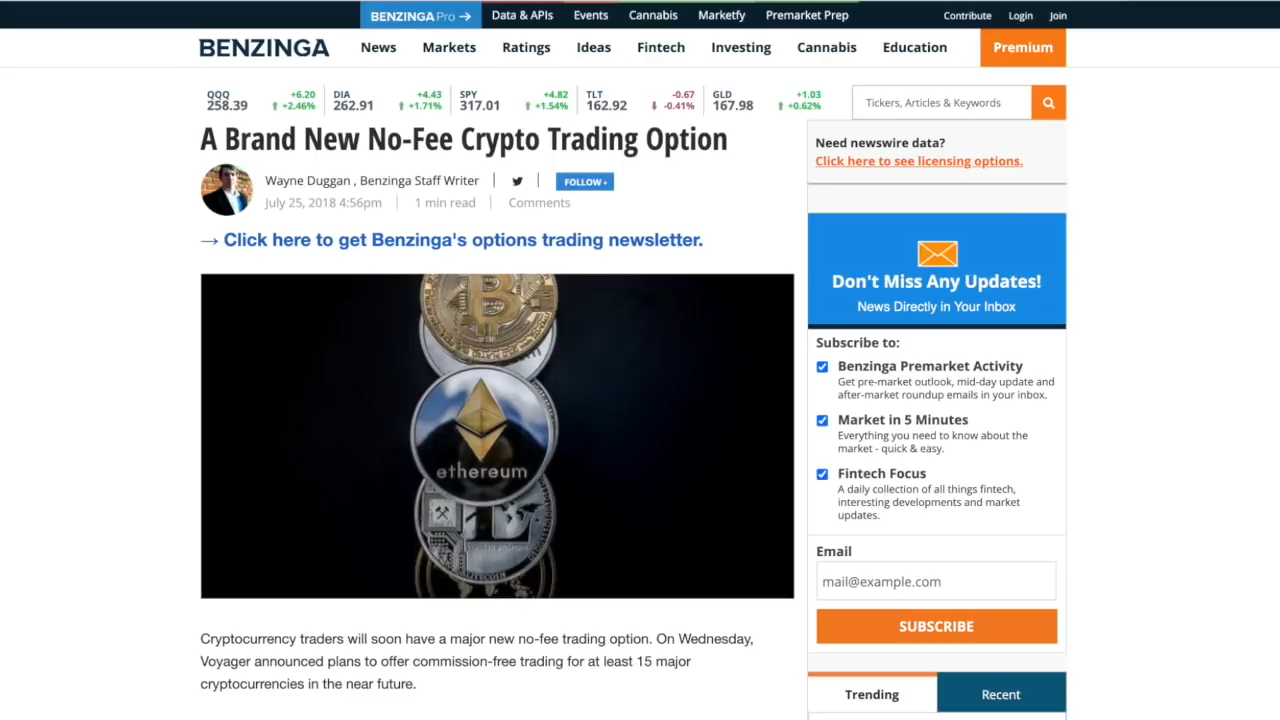 BENZINGA Pro → Data & APIs Events Cannabis Marketfy Premarket Prep Contribute Login Join
BENZINGA News Markets Ratings Ideas Fintech Investing Cannabis Education Premium
QQQ +6.20 DIA +4.43 SPY +4.82 TLT -0.67 GLD +1.03
258.39 +2.46% 262.91 +1.71% 317.01 +1.54% 162.92 -0.41% 167.98 +0.62%
Tickers, Articles & Keywords
A Brand New No-Fee Crypto Trading Option
Wayne Duggan , Benzinga Staff Writer FOLLOW+
July 25, 2018 4:56pm 1 min read Comments
→ Click here to get Benzinga's options trading newsletter.
ethereum
Cryptocurrency traders will soon have a major new no-fee trading option. On Wednesday,
Voyager announced plans to offer commission-free trading for at least 15 major
cryptocurrencies in the near future.
Need newswire data?
Click here to see licensing options.
Don't Miss Any Updates!
News Directly in Your Inbox
Subscribe to:
Benzinga Premarket Activity
Get pre-market outlook, mid-day update and
after-market roundup emails in your inbox.
Market in 5 Minutes
Everything you need to know about the
market - quick & easy.
Fintech Focus
A daily collection of all things fintech,
interesting developments and market
updates.
Email
mail@example.com
SUBSCRIBE
Trending Recent